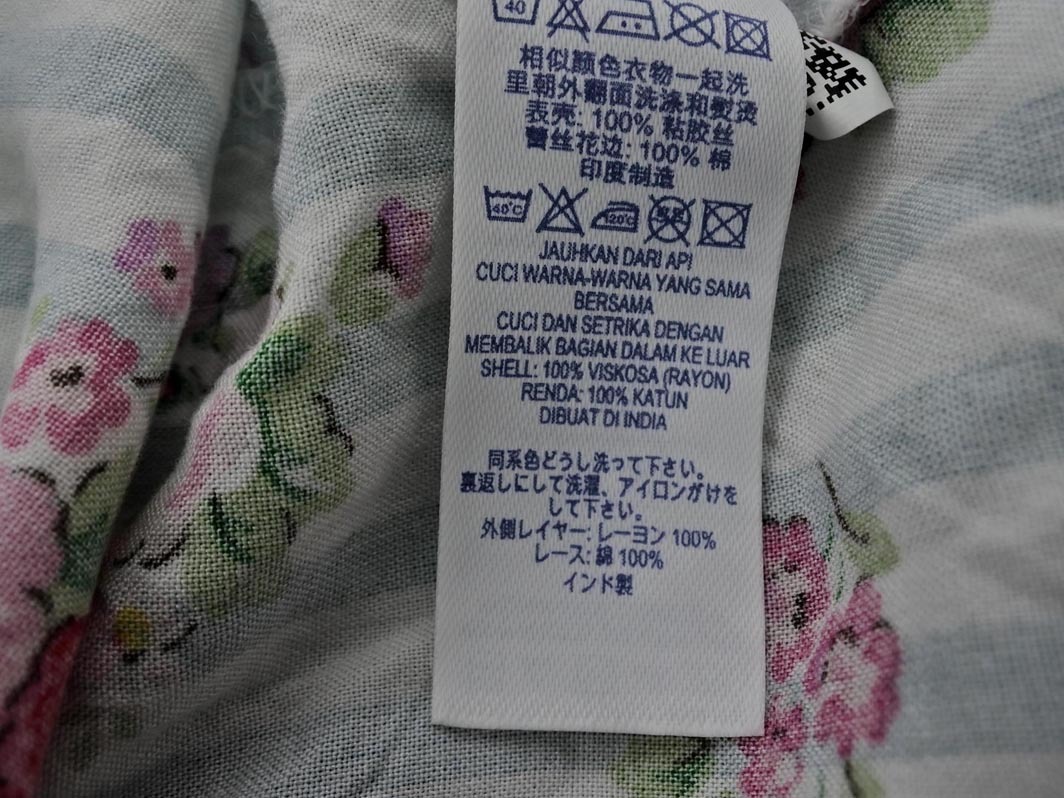 40
相似颜色衣物一起洗
里朝外翻面洗涤和熨烫
表壳: 100% 粘胶丝
蕾丝花边: 100% 棉
印度制造
40°C 120°C
JAUHKAN DARI API
CUCI WARNA-WARNA YANG SAMA
BERSAMA
CUCI DAN SETRIKA DENGAN
MEMBALIK BAGIAN DALAM KE LUAR
SHELL: 100% VISKOSA (RAYON)
RENDA: 100% KATUN
DIBUAT DI INDIA
同系色どうし洗って下さい。
裏返しにして洗濯、アイロンがけを
して下さい。
外側レイヤー: レーヨン 100%
レース: 綿 100%
インド製